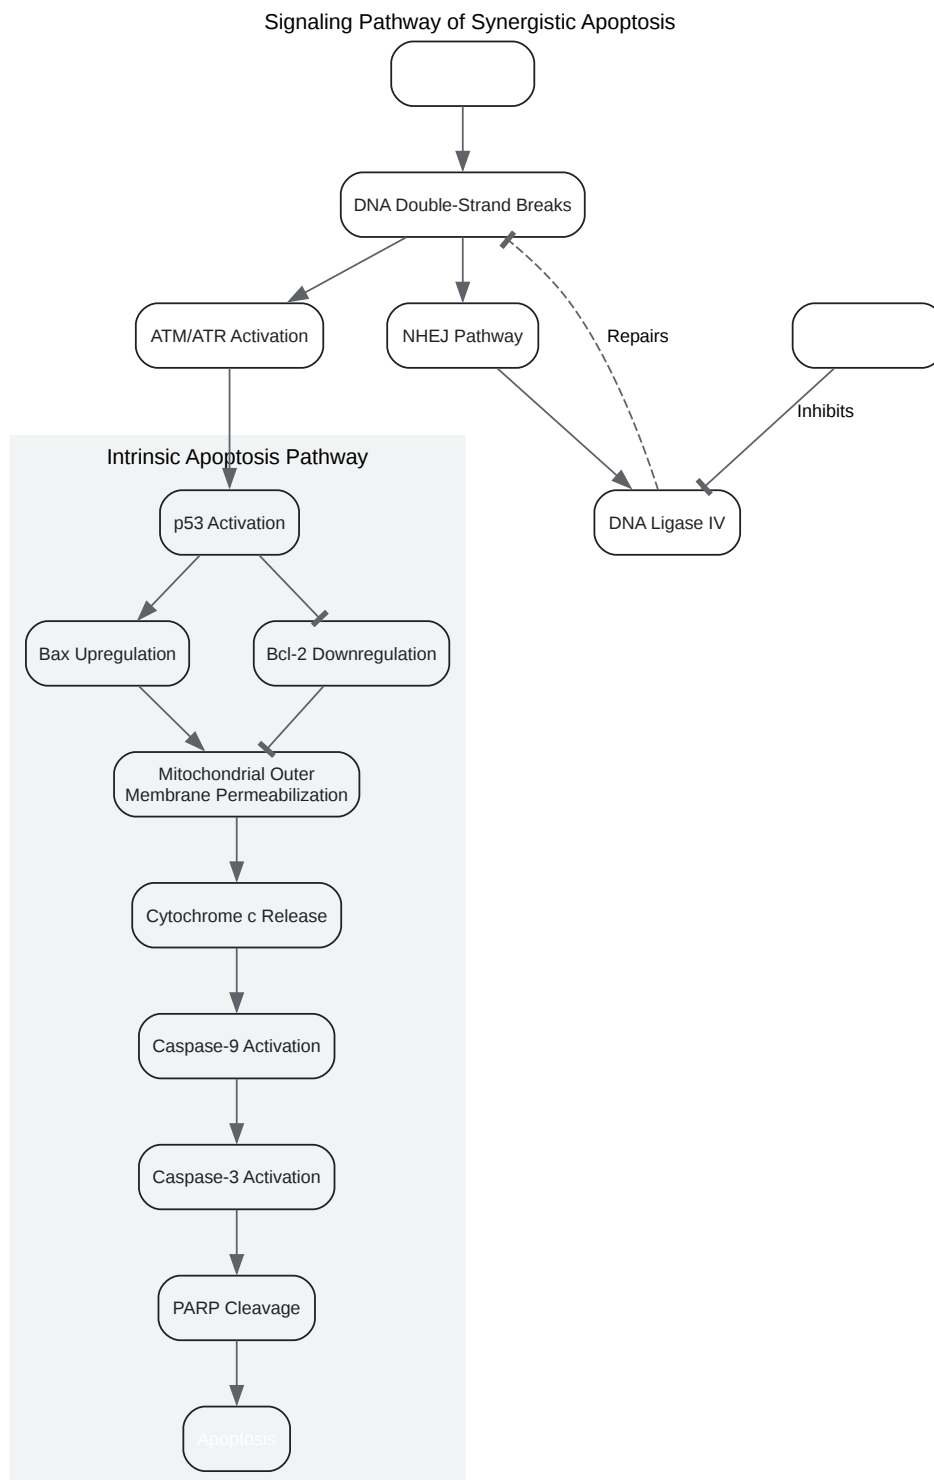 Signaling Pathway of Synergistic Apoptosis
DNA Double-Strand Breaks
ATM/ATR Activation
NHEJ Pathway
Repairs
Inhibits
Intrinsic Apoptosis Pathway
p53 Activation
DNA Ligase IV
Bax Upregulation
Bcl-2 Downregulation
Mitochondrial Outer
Membrane Permeabilization
Cytochrome c Release
Caspase-9 Activation
Caspase-3 Activation
PARP Cleavage
Apoptosis